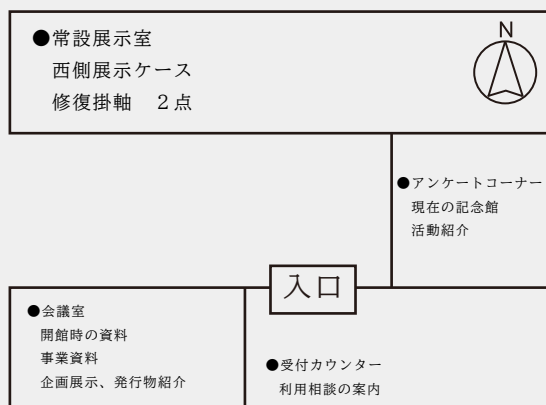 ●常設展示室
西側展示ケース
修復掛軸　２点
N
●アンケートコーナー
現在の記念館
活動紹介
入口
●会議室
開館時の資料
事業資料
企画展示、発行物紹介
●受付カウンター
利用相談の案内